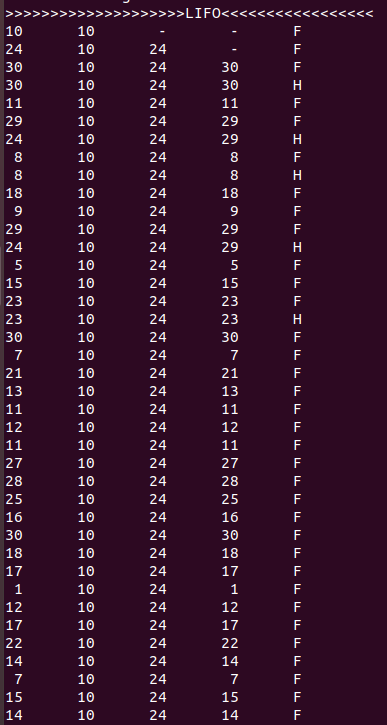 >>>>>>>>>>>>>>>>>>>>LIFO<<<<<<<<<<<<<<<<<
10 10 - - F
24 10 24 - F
30 10 24 30 F
30 10 24 30 H
11 10 24 11 F
29 10 24 29 F
24 10 24 29 H
8 10 24 8 F
8 10 24 8 H
18 10 24 18 F
9 10 24 9 F
29 10 24 29 F
24 10 24 29 H
5 10 24 5 F
15 10 24 15 F
23 10 24 23 F
23 10 24 23 H
30 10 24 30 F
7 10 24 7 F
21 10 24 21 F
13 10 24 13 F
11 10 24 11 F
12 10 24 12 F
11 10 24 11 F
27 10 24 27 F
28 10 24 28 F
25 10 24 25 F
16 10 24 16 F
30 10 24 30 F
18 10 24 18 F
17 10 24 17 F
1 10 24 1 F
12 10 24 12 F
17 10 24 17 F
22 10 24 22 F
14 10 24 14 F
7 10 24 7 F
15 10 24 15 F
14 10 24 14 F